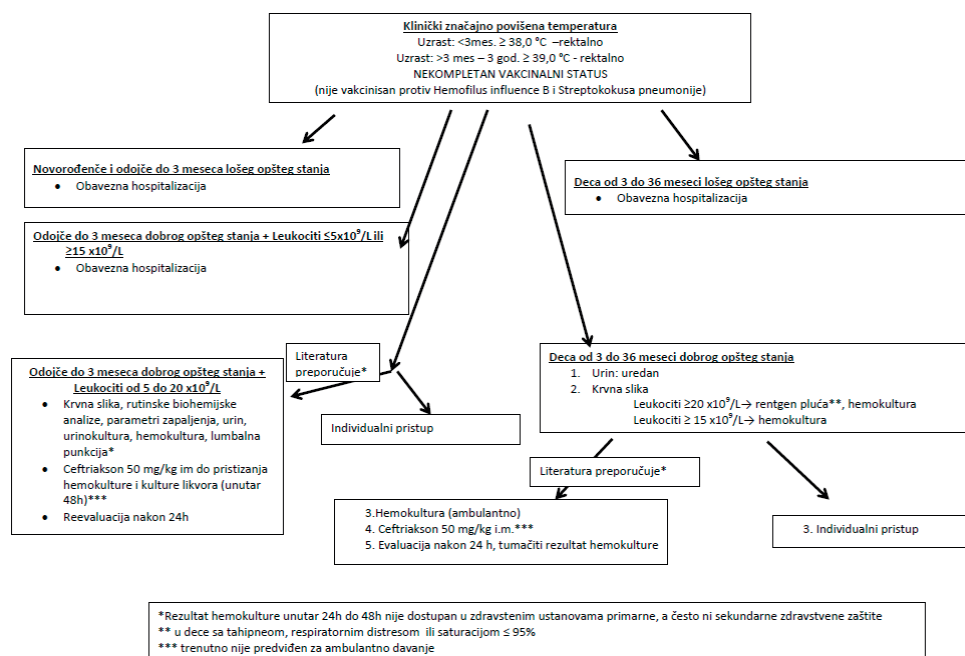 Klinički značajno povišena temperatura
Uzrast: <3mes. ≥ 38,0 °C –rektalno
Uzrast: >3 mes – 3 god. ≥ 39,0 °C - rektalno
NEKOMPLETAN VAKCINALNI STATUS
(nije vakcinisan protiv Hemofilus influence B i Streptokokusa pneumonije)
Novorođenče i odojče do 3 meseca lošeg opšteg stanja
• Obavezna hospitalizacija
Deca od 3 do 36 meseci lošeg opšteg stanja
• Obavezna hospitalizacija
Odojče do 3 meseca dobrog opšteg stanja + Leukociti ≤5x10⁹/L ili
≥15 x10⁹/L
• Obavezna hospitalizacija
Literatura
preporučuje*
Odojče do 3 meseca dobrog opšteg stanja +
Leukociti od 5 do 20 x10⁹/L
• Krvna slika, rutinske biohemijske
analize, parametri zapaljenja, urin,
urinokultura, hemokultura, lumbalna
punkcija*
• Ceftriakson 50 mg/kg im do pristizanja
hemokulture i kulture likvora (unutar
48h)***
• Reevaluacija nakon 24h
Individualni pristup
Deca od 3 do 36 meseci dobrog opšteg stanja
1. Urin: uredan
2. Krvna slika
Leukociti ≥20 x10⁹/L→ rentgen pluća**, hemokultura
Leukociti ≥ 15 x10⁹/L→ hemokultura
Literatura preporučuje*
3.Hemokultura (ambulantno)
4. Ceftriakson 50 mg/kg i.m.***
5. Evaluacija nakon 24 h, tumačiti rezultat hemokulture
3. Individualni pristup
*Rezultat hemokulture unutar 24h do 48h nije dostupan u zdravstenim ustanovama primarne, a često ni sekundarne zdravstvene zaštite
** u dece sa tahipneom, respiratornim distresom ili saturacijom ≤ 95%
*** trenutno nije predviđen za ambulantno davanje